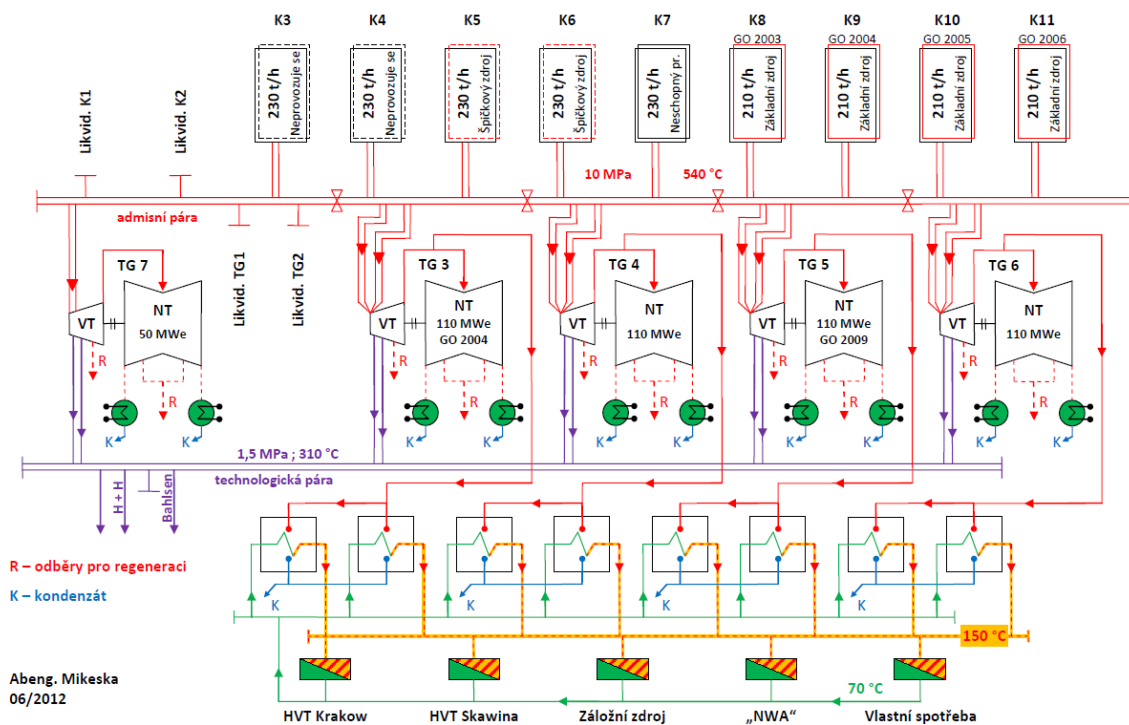 K3 K4 K5 K6 K7 K8 K9 K10 K11
GO 2003 GO 2004 GO 2005 GO 2006
230 t/h Neprovozuje se
230 t/h Neprovozuje se
230 t/h Špičkový zdroj
230 t/h Špičkový zdroj
230 t/h Neschopný pr.
210 t/h Základní zdroj
210 t/h Základní zdroj
210 t/h Základní zdroj
210 t/h Základní zdroj
Likvid. K1
Likvid. K2
10 MPa 540 °C
admisní pára
Likvid. TG1
Likvid. TG2
TG 7 TG 3 TG 4 TG 5 TG 6
VT NT 50 MWe
VT NT 110 MWe GO 2004
VT NT 110 MWe
VT NT 110 MWe GO 2009
VT NT 110 MWe
R R R R R
R R R R R
K K K K K K K K K K
1,5 MPa ; 310 °C
technologická pára
H + H
Bahlsen
R – odběry pro regeneraci
K – kondenzát
K K K K
150 °C
70 °C
Abeng. Mikeska
06/2012
HVT Krakow HVT Skawina Záložní zdroj „NWA“ Vlastní spotřeba